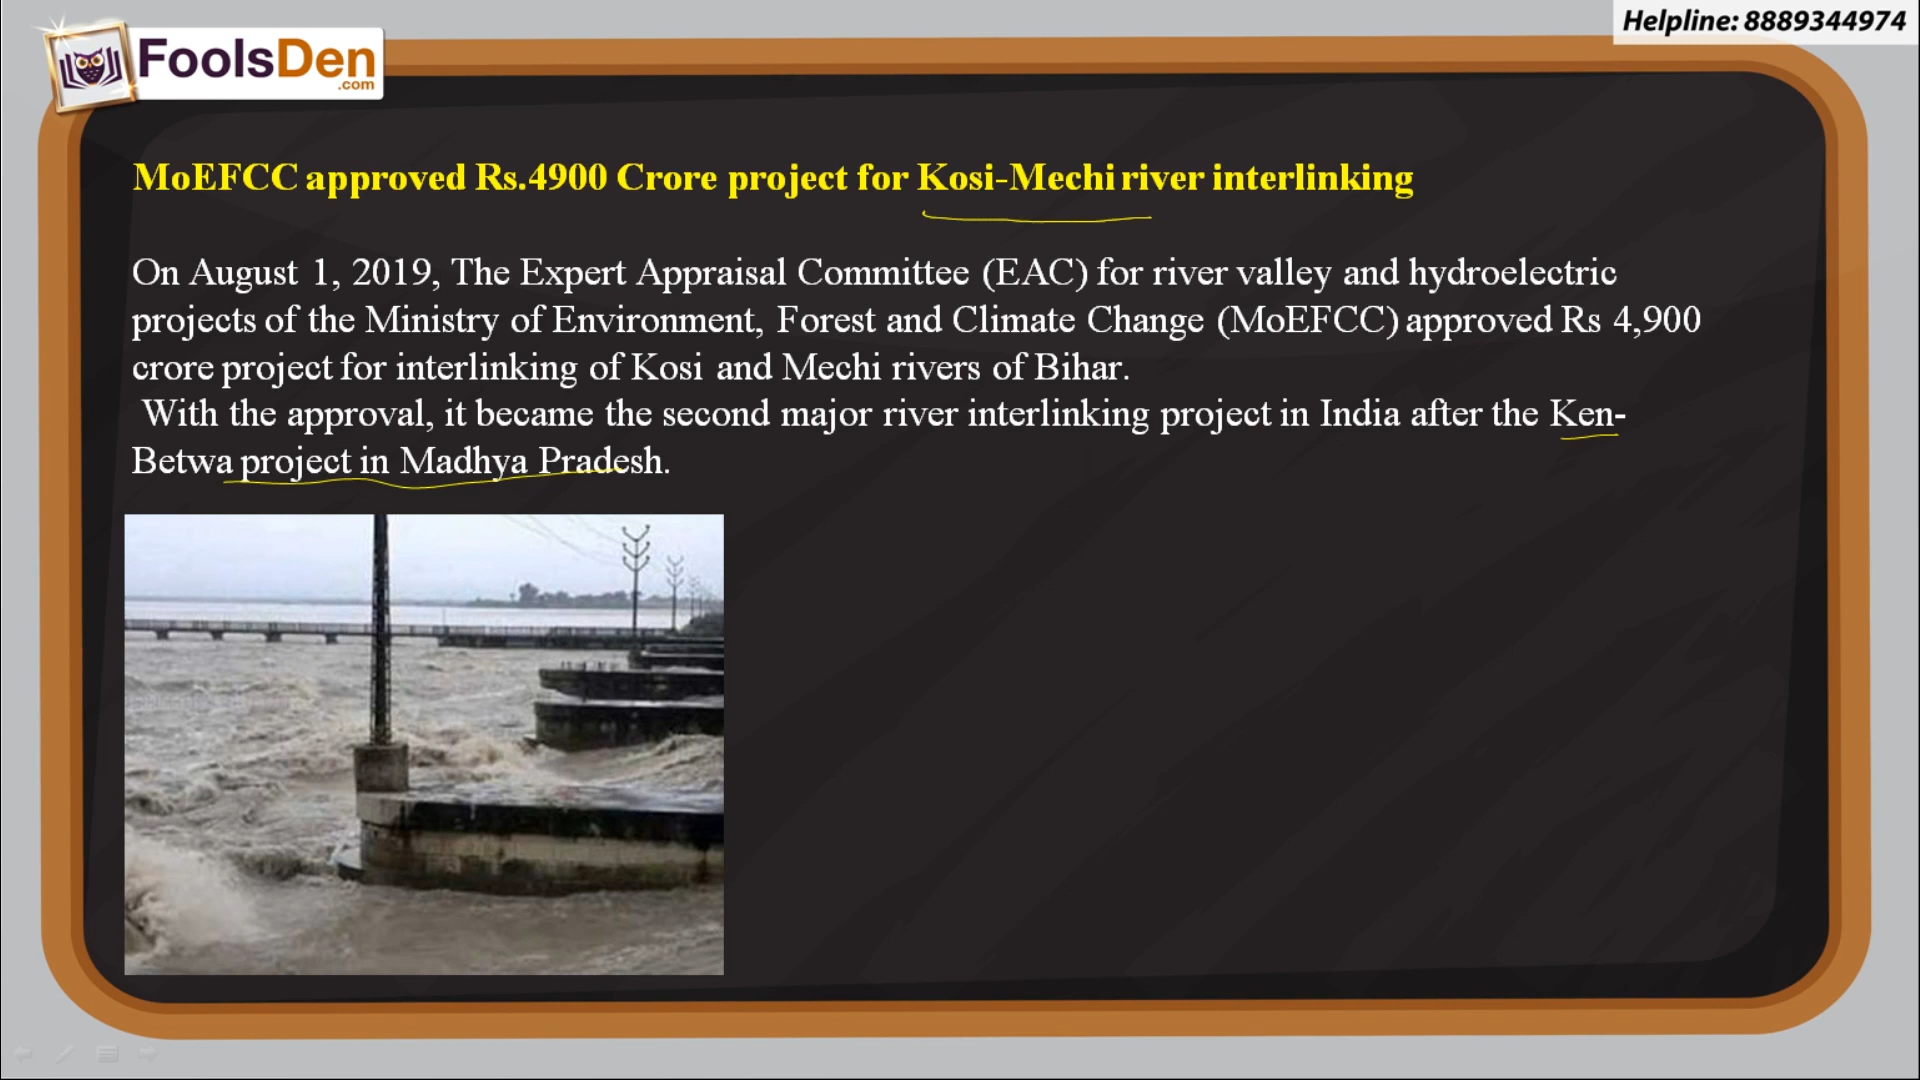 Helpline: 8889344974
FoolsDen
.com
MoEFCC approved Rs.4900 Crore project for Kosi-Mechi river interlinking
On August 1, 2019, The Expert Appraisal Committee (EAC) for river valley and hydroelectric
projects of the Ministry of Environment, Forest and Climate Change (MoEFCC) approved Rs 4,900
crore project for interlinking of Kosi and Mechi rivers of Bihar.
With the approval, it became the second major river interlinking project in India after the Ken-
Betwa project in Madhya Pradesh.